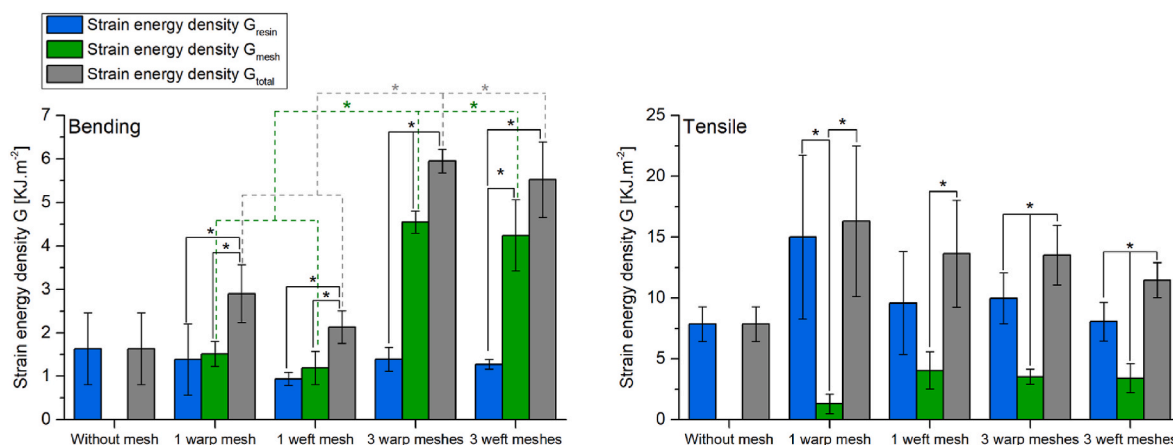 Strain energy density G_resin
Strain energy density G_mesh
Strain energy density G_total
Bending
Strain energy density G [KJ.m⁻²]
7
6
5
4
3
2
1
0
* * * * * * * * * * *
Without mesh 1 warp mesh 1 weft mesh 3 warp meshes 3 weft meshes
Tensile
Strain energy density G [KJ.m⁻²]
25
20
15
10
5
0
* * * * *
Without mesh 1 warp mesh 1 weft mesh 3 warp meshes 3 weft meshes